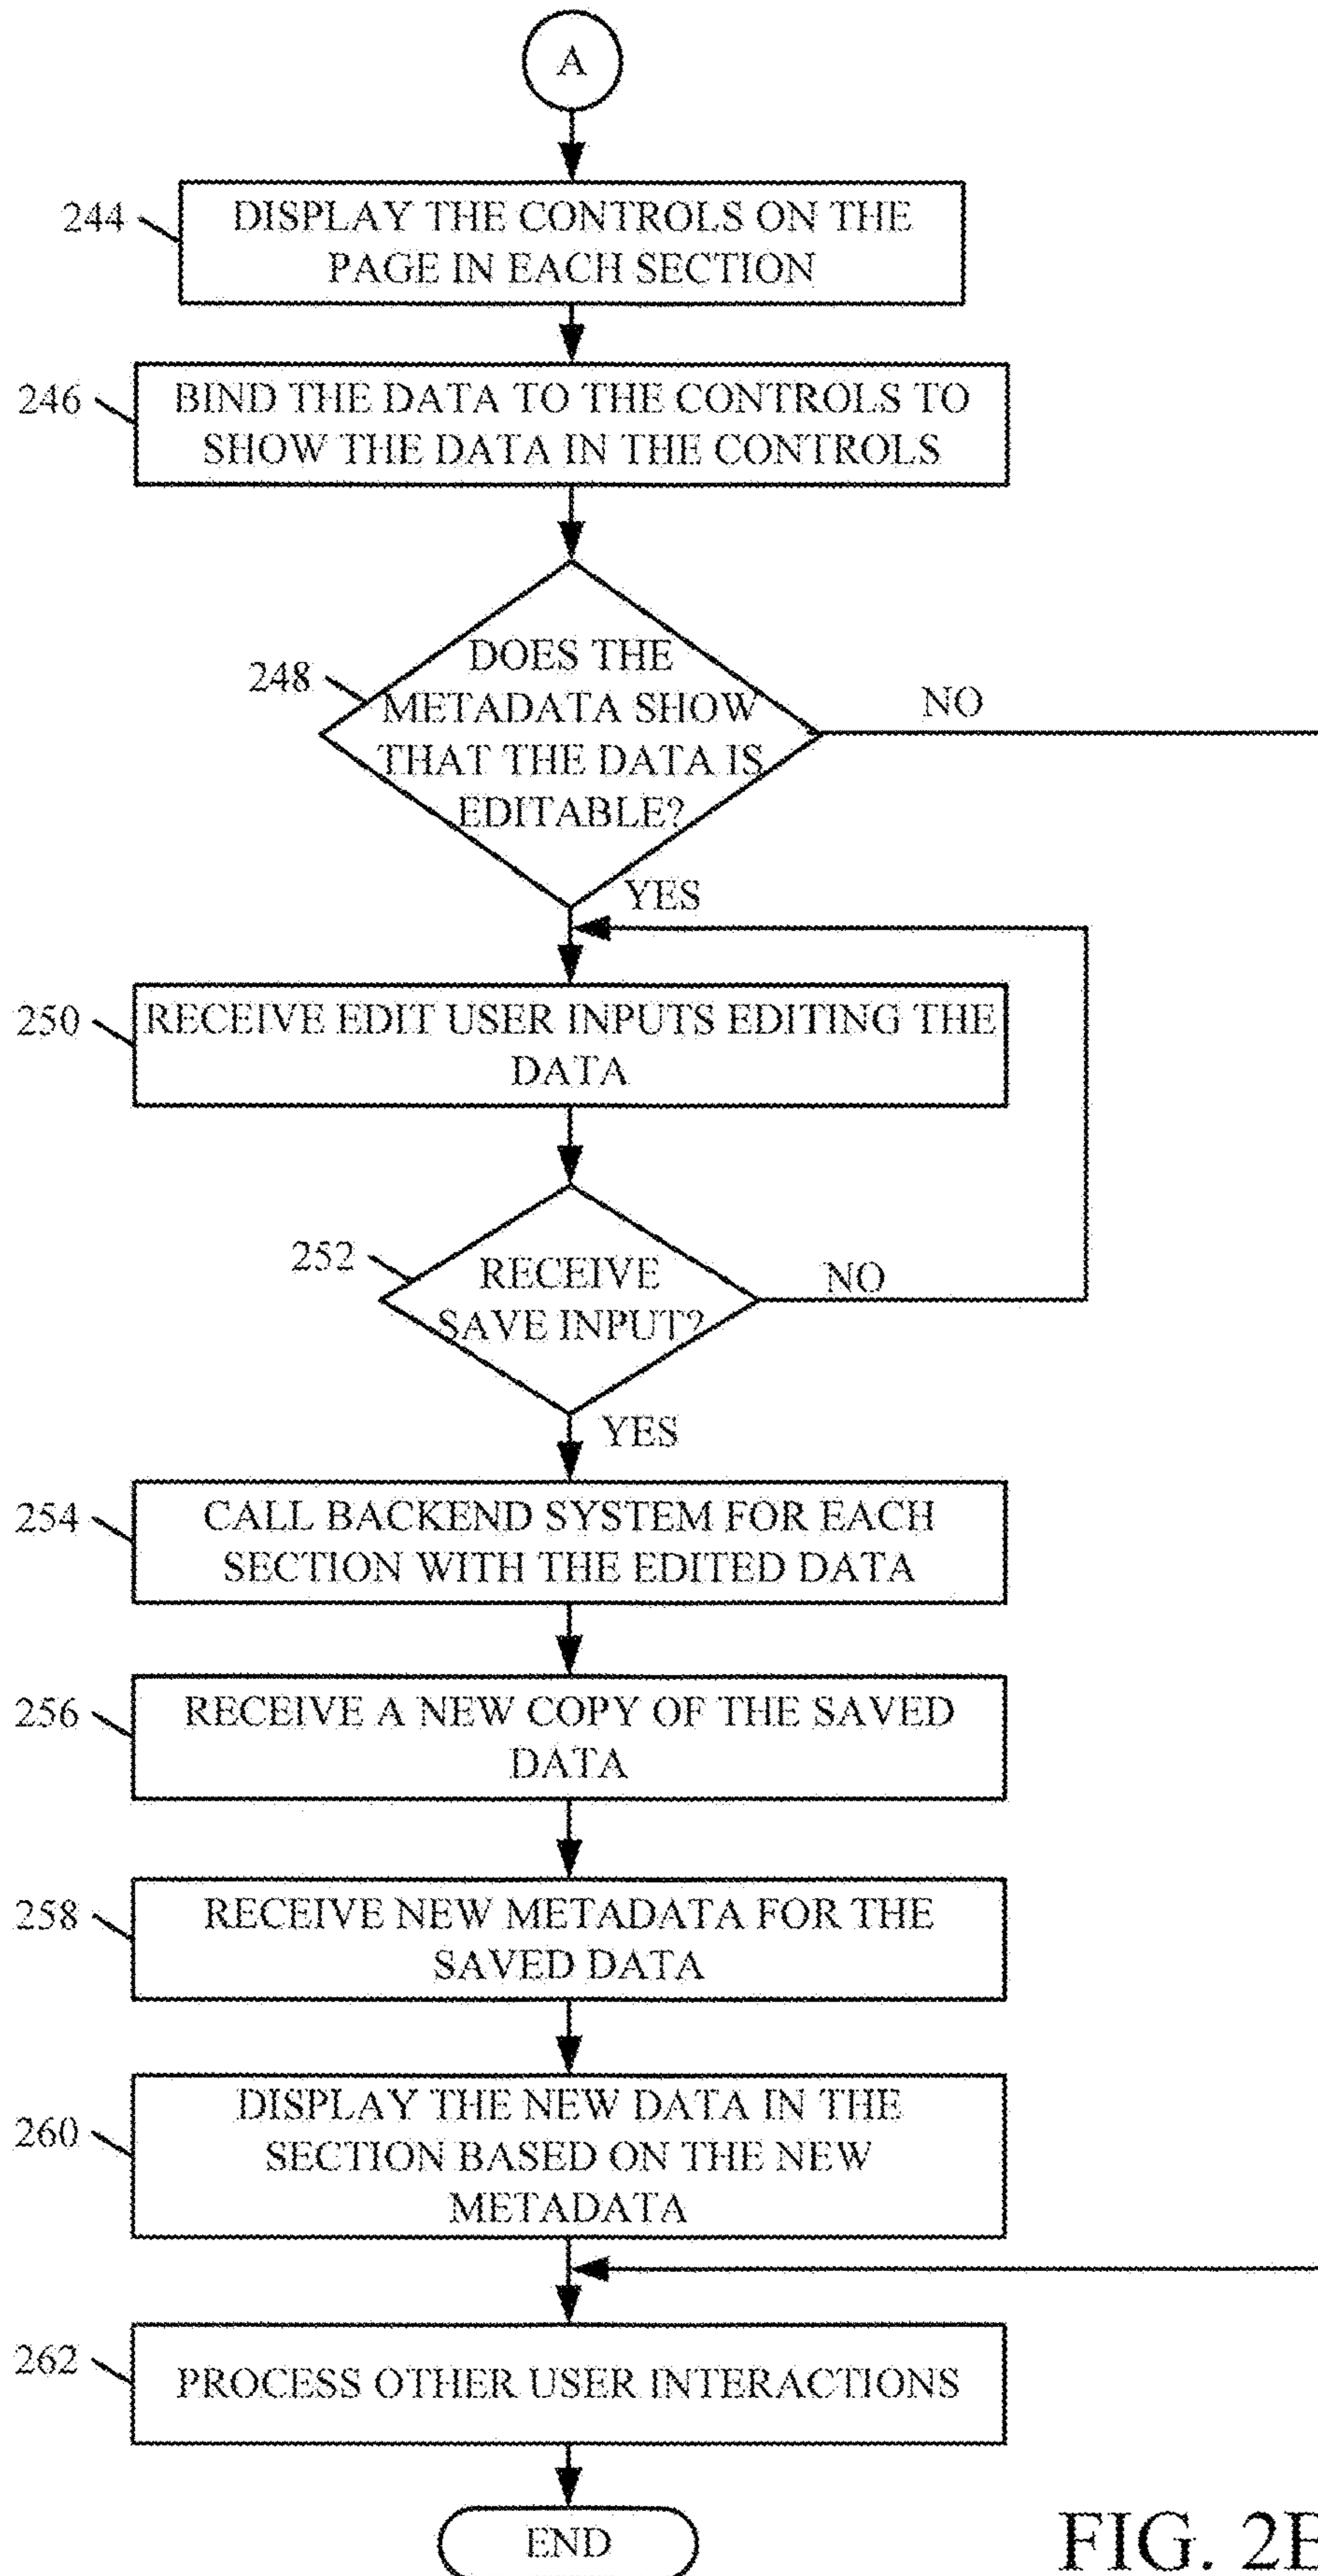 A
244
DISPLAY THE CONTROLS ON THE
PAGE IN EACH SECTION
246
BIND THE DATA TO THE CONTROLS TO
SHOW THE DATA IN THE CONTROLS
248
DOES THE
METADATA SHOW
THAT THE DATA IS
EDITABLE?
NO
YES
250
RECEIVE EDIT USER INPUTS EDITING THE
DATA
252
RECEIVE
SAVE INPUT?
NO
YES
254
CALL BACKEND SYSTEM FOR EACH
SECTION WITH THE EDITED DATA
256
RECEIVE A NEW COPY OF THE SAVED
DATA
258
RECEIVE NEW METADATA FOR THE
SAVED DATA
260
DISPLAY THE NEW DATA IN THE
SECTION BASED ON THE NEW
METADATA
262
PROCESS OTHER USER INTERACTIONS
END
FIG.